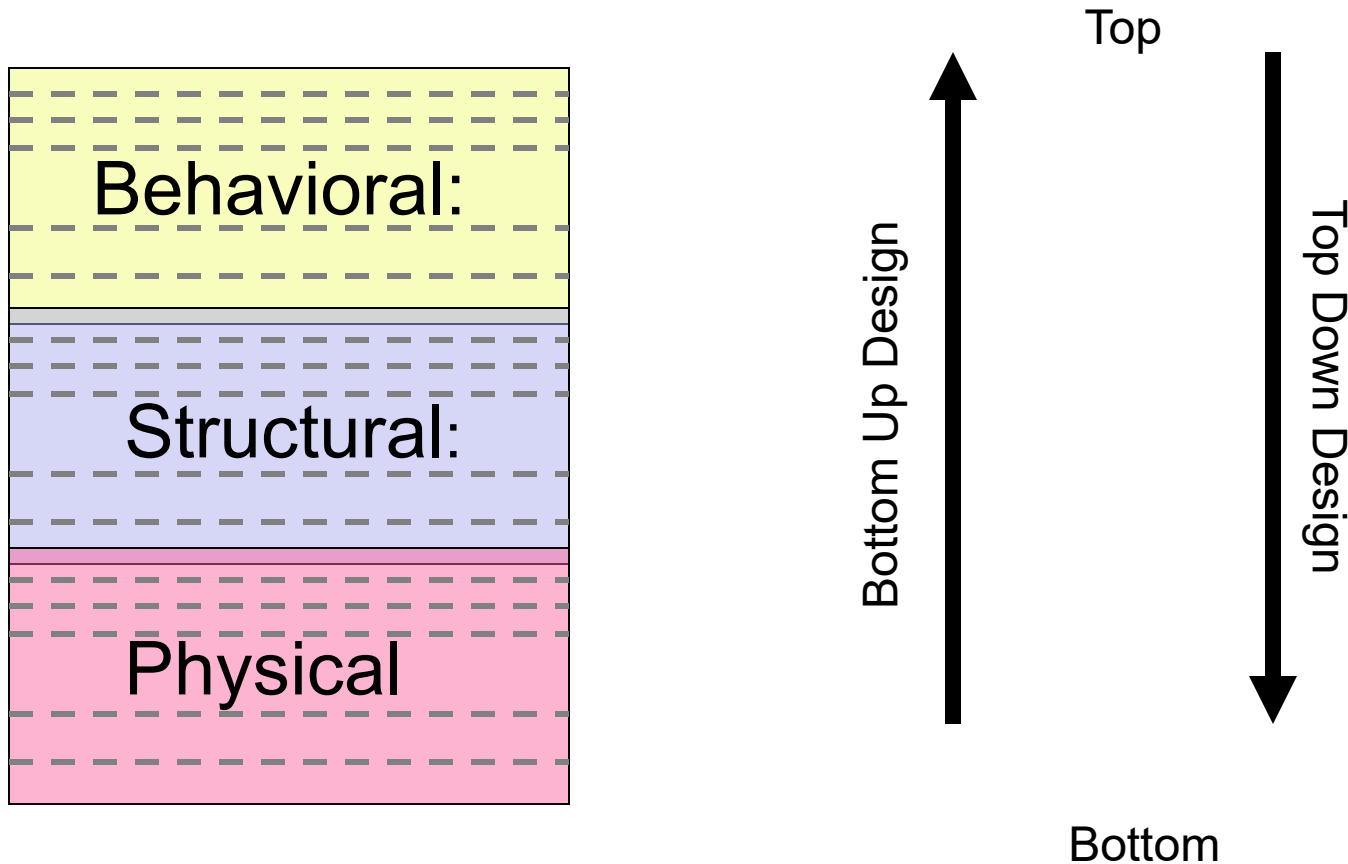 Top
Behavioral:
Structural:
Physical
Bottom Up Design
Top Down Design
Bottom